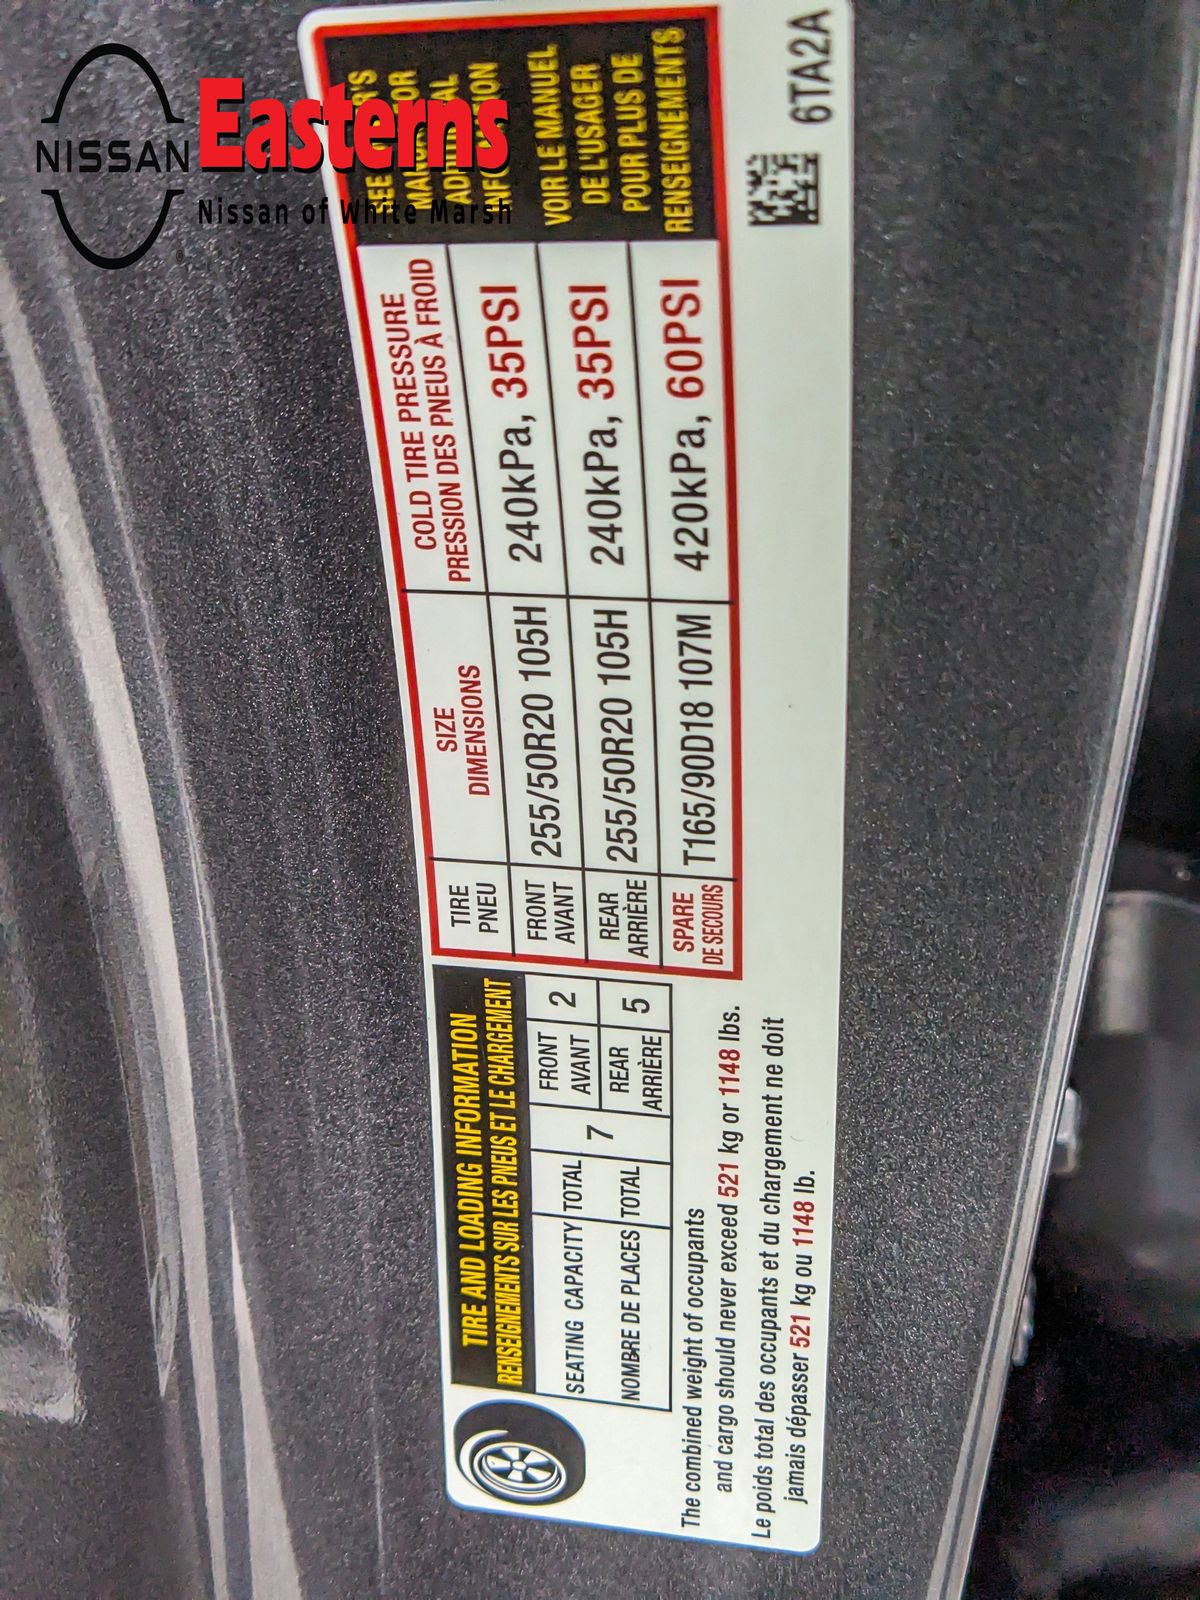 NISSAN
Easterns
Nissan of White Marsh
TIRE AND LOADING INFORMATION
RENSEIGNEMENTS SUR LES PNEUS ET LE CHARGEMENT
SEATING CAPACITY
NOMBRE DE PLACES
TOTAL
TOTAL
7
FRONT
AVANT
2
REAR
ARRIÈRE
5
The combined weight of occupants
and cargo should never exceed 521 kg or 1148 lbs.
Le poids total des occupants et du chargement ne doit
jamais dépasser 521 kg ou 1148 lb.
TIRE
PNEU
SIZE
DIMENSIONS
COLD TIRE PRESSURE
PRESSION DES PNEUS À FROID
FRONT
AVANT
255/50R20 105H
240kPa, 35PSI
REAR
ARRIÈRE
255/50R20 105H
240kPa, 35PSI
SPARE
DE SECOURS
T165/90D18 107M
420kPa, 60PSI
SEE
VOIR LE MANUEL
DE L'USAGER
POUR PLUS DE
RENSEIGNEMENTS
6TA2A